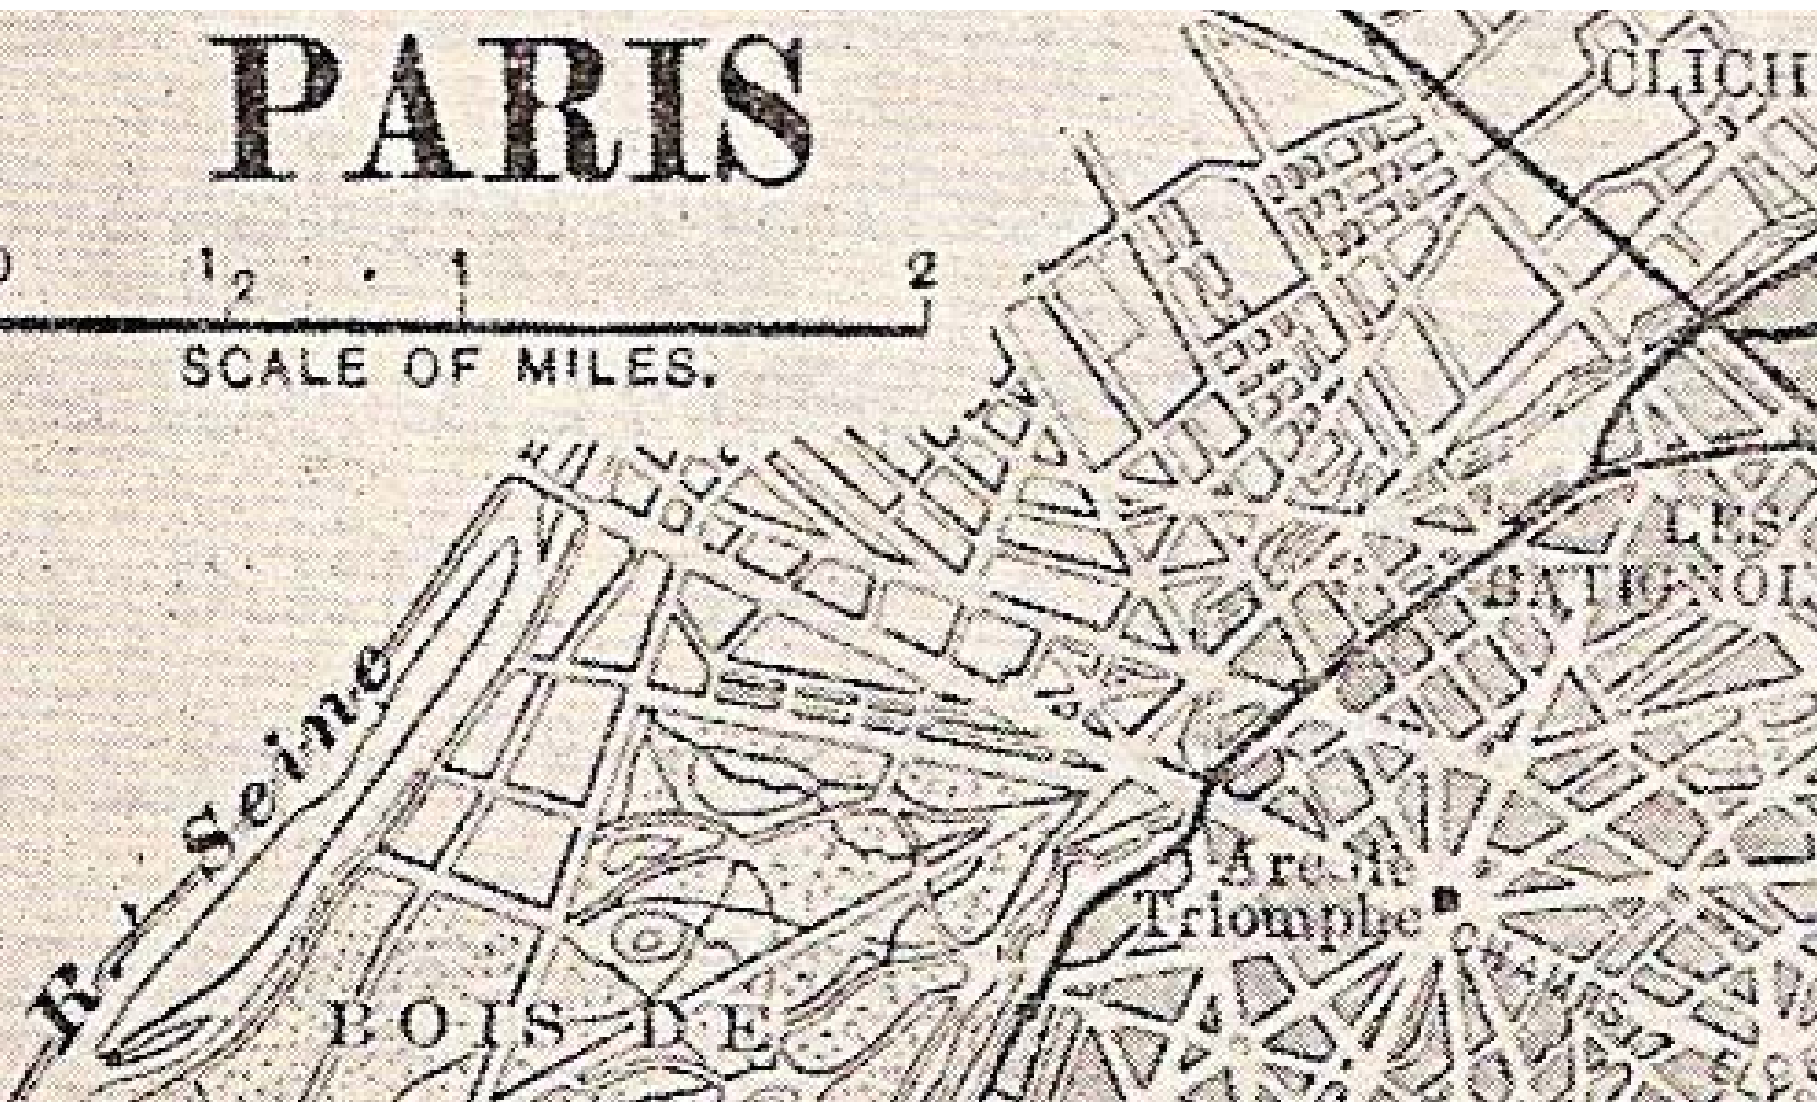 PARIS
CLICH
0 1/2 1 2
SCALE OF MILES.
LES
BATIGNOL
R. Seine
Arc de
Triomphe
BOIS DE